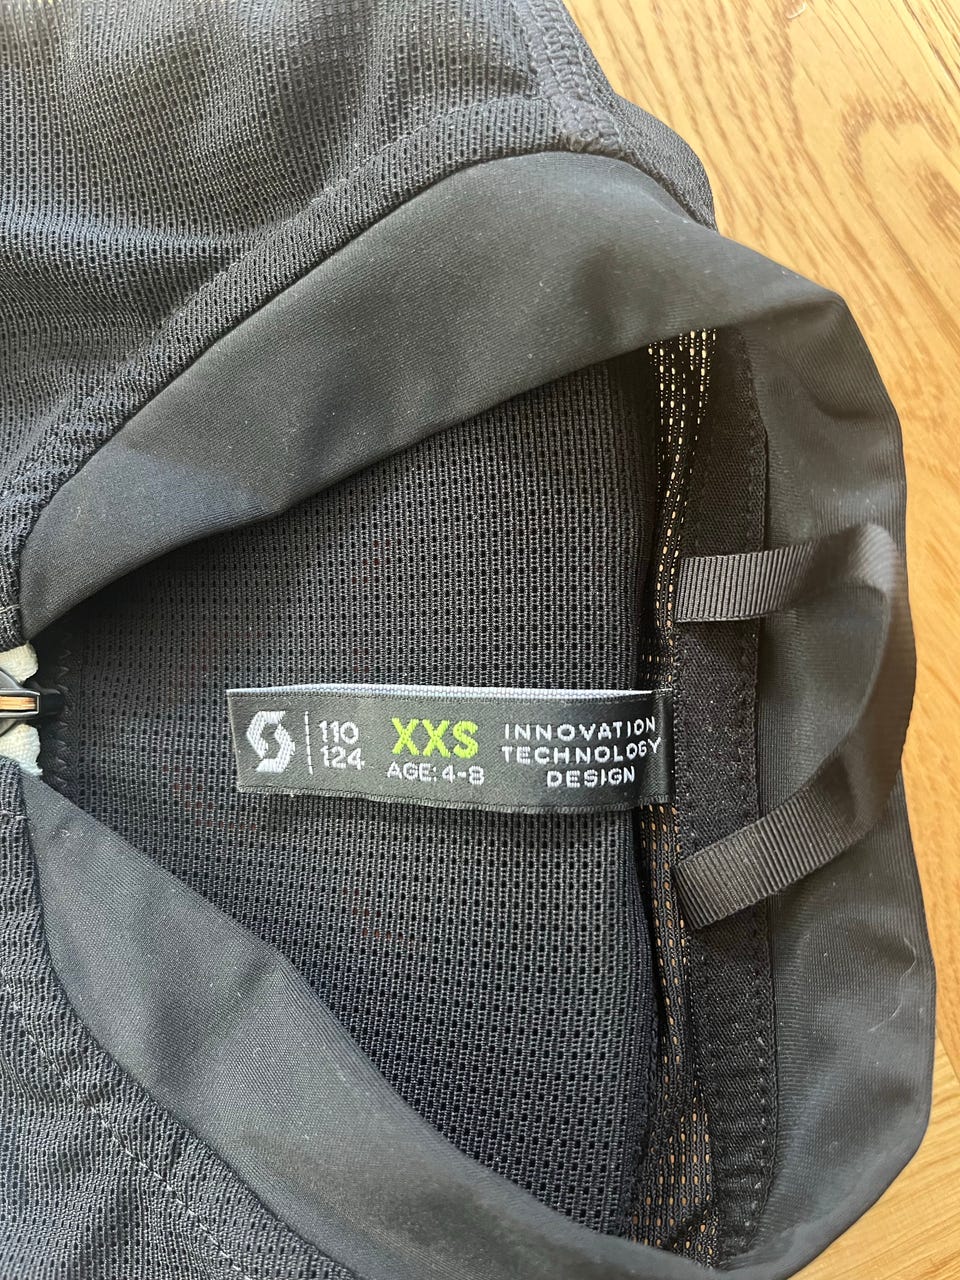 110
124
XXS
AGE: 4-8
INNOVATION
TECHNOLOGY
DESIGN